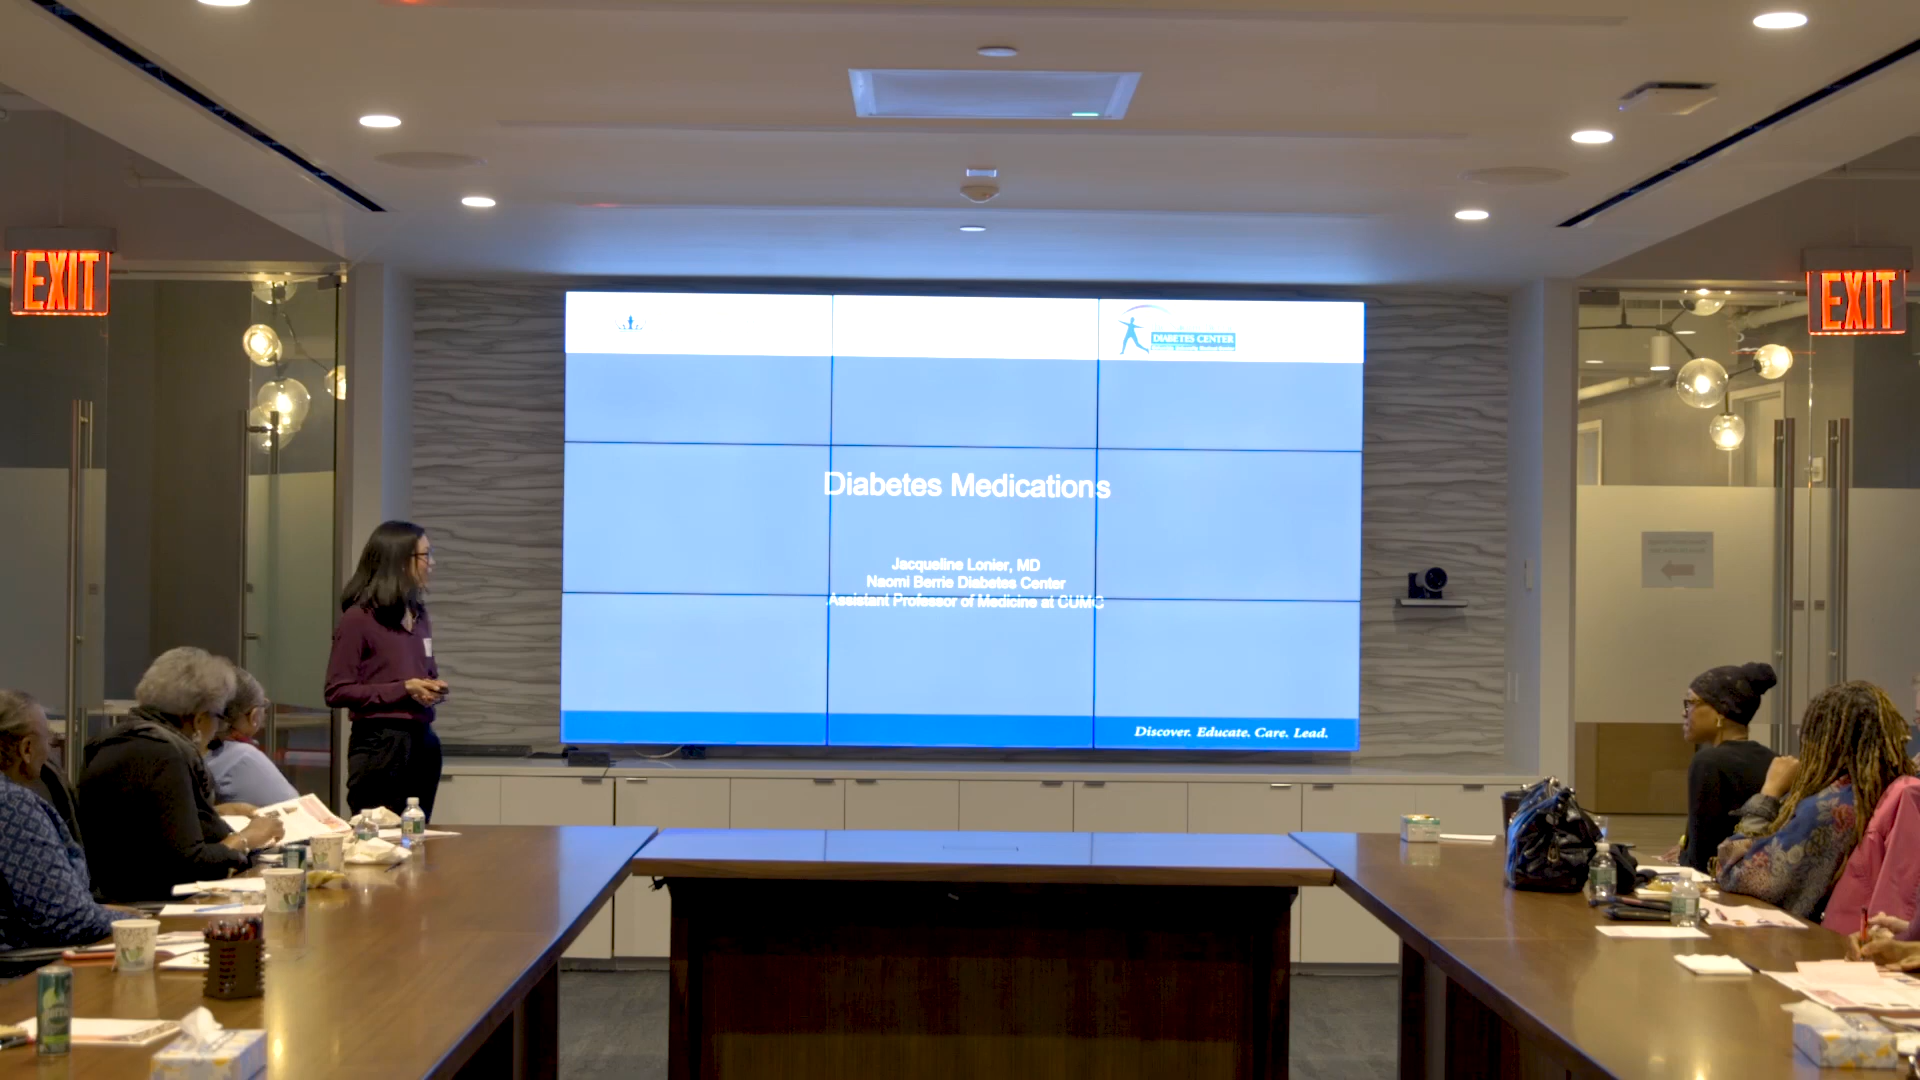 EXIT
EXIT
DIABETES CENTER
Diabetes Medications
Jacqueline Lonier, MD
Naomi Berrie Diabetes Center
Assistant Professor of Medicine at CUMC
Discover. Educate. Care. Lead.